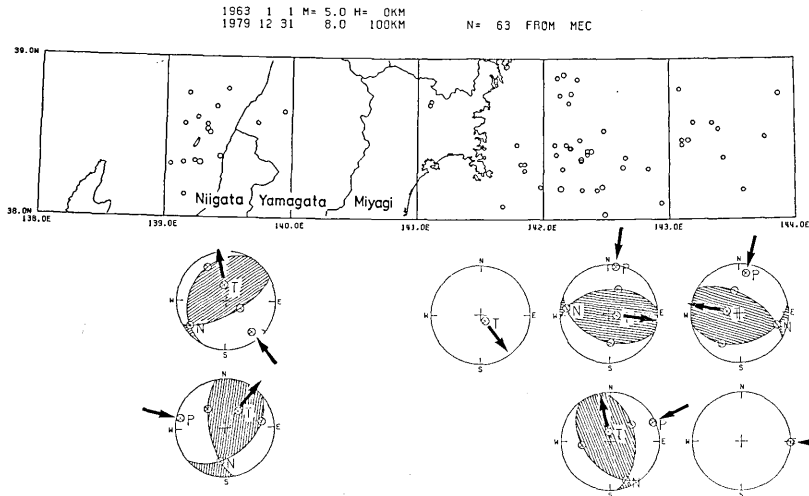 1963 1 1 M= 5.0 H= 0KM
1979 12 31 8.0 100KM N= 63 FROM MEC
39.0N
Niigata Yamagata Miyagi
38.0N
138.0E 139.0E 140.0E 141.0E 142.0E 143.0E 144.0E
N N N N
P P
W T E W T E W N T E W T N E
N
S S S S
N N N
P T P
W E W T E W E
N N
S S S